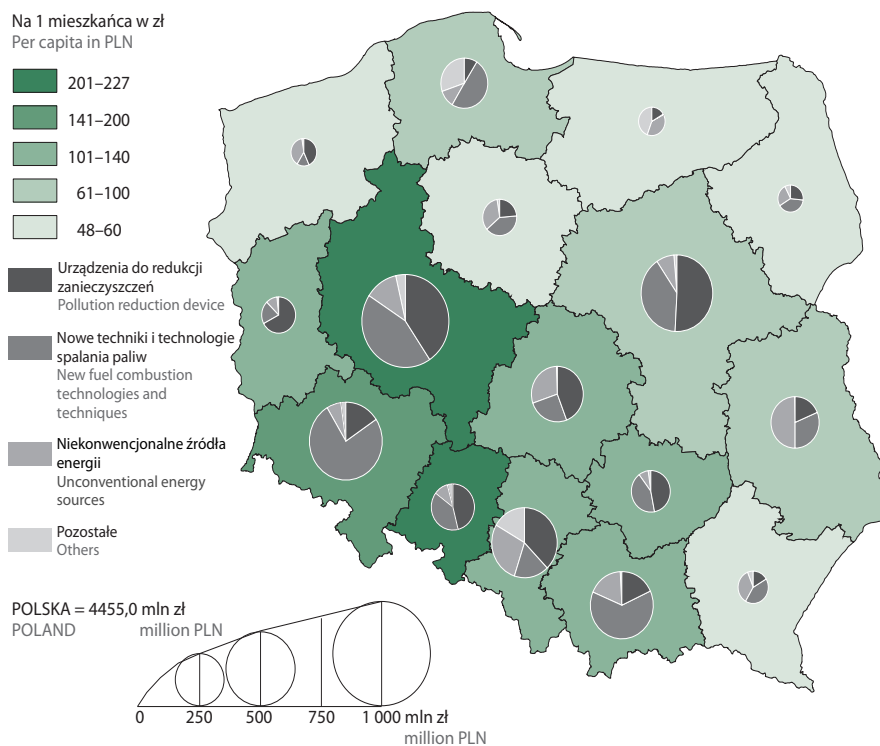 Na 1 mieszkańca w zł
Per capita in PLN
201–227
141–200
101–140
61–100
48–60
Urządzenia do redukcji
zanieczyszczeń
Pollution reduction device
Nowe techniki i technologie
spalania paliw
New fuel combustion
technologies and
techniques
Niekonwencjonalne źródła
energii
Unconventional energy
sources
Pozostałe
Others
POLSKA = 4455,0 mln zł
POLAND million PLN
0 250 500 750 1 000 mln zł
million PLN